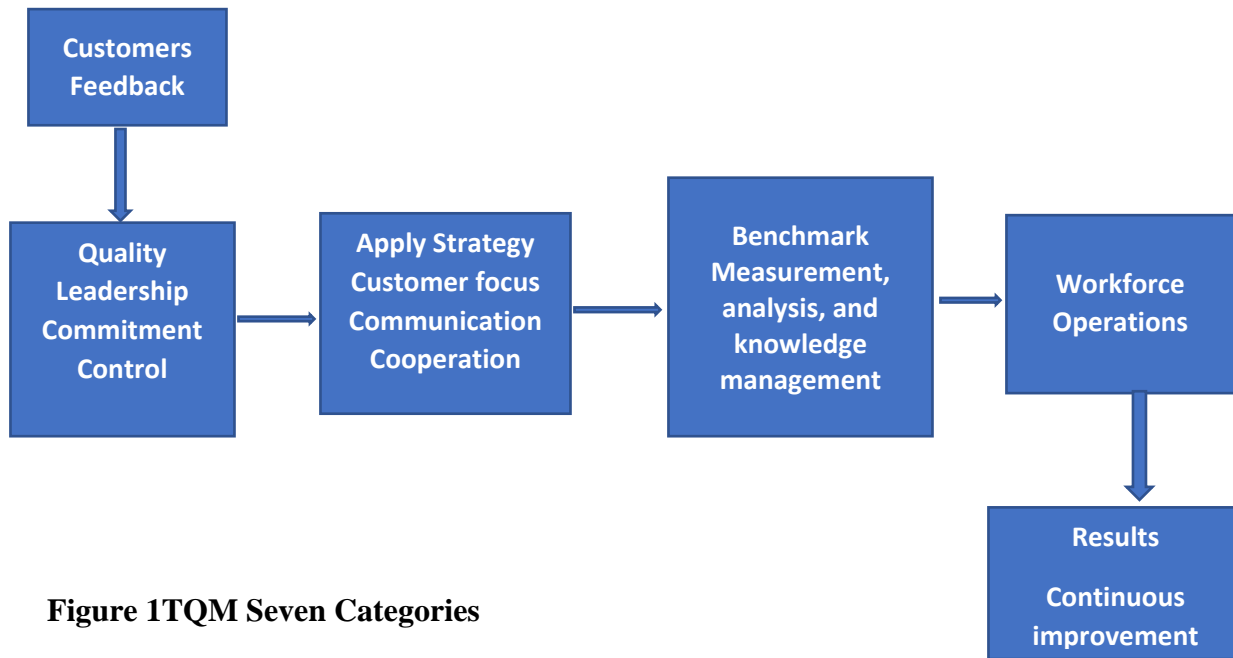 Customers
Feedback
Quality
Leadership
Commitment
Control
Apply Strategy
Customer focus
Communication
Cooperation
Benchmark
Measurement,
analysis, and
knowledge
management
Workforce
Operations
Results
Continuous
improvement
Figure 1TQM Seven Categories